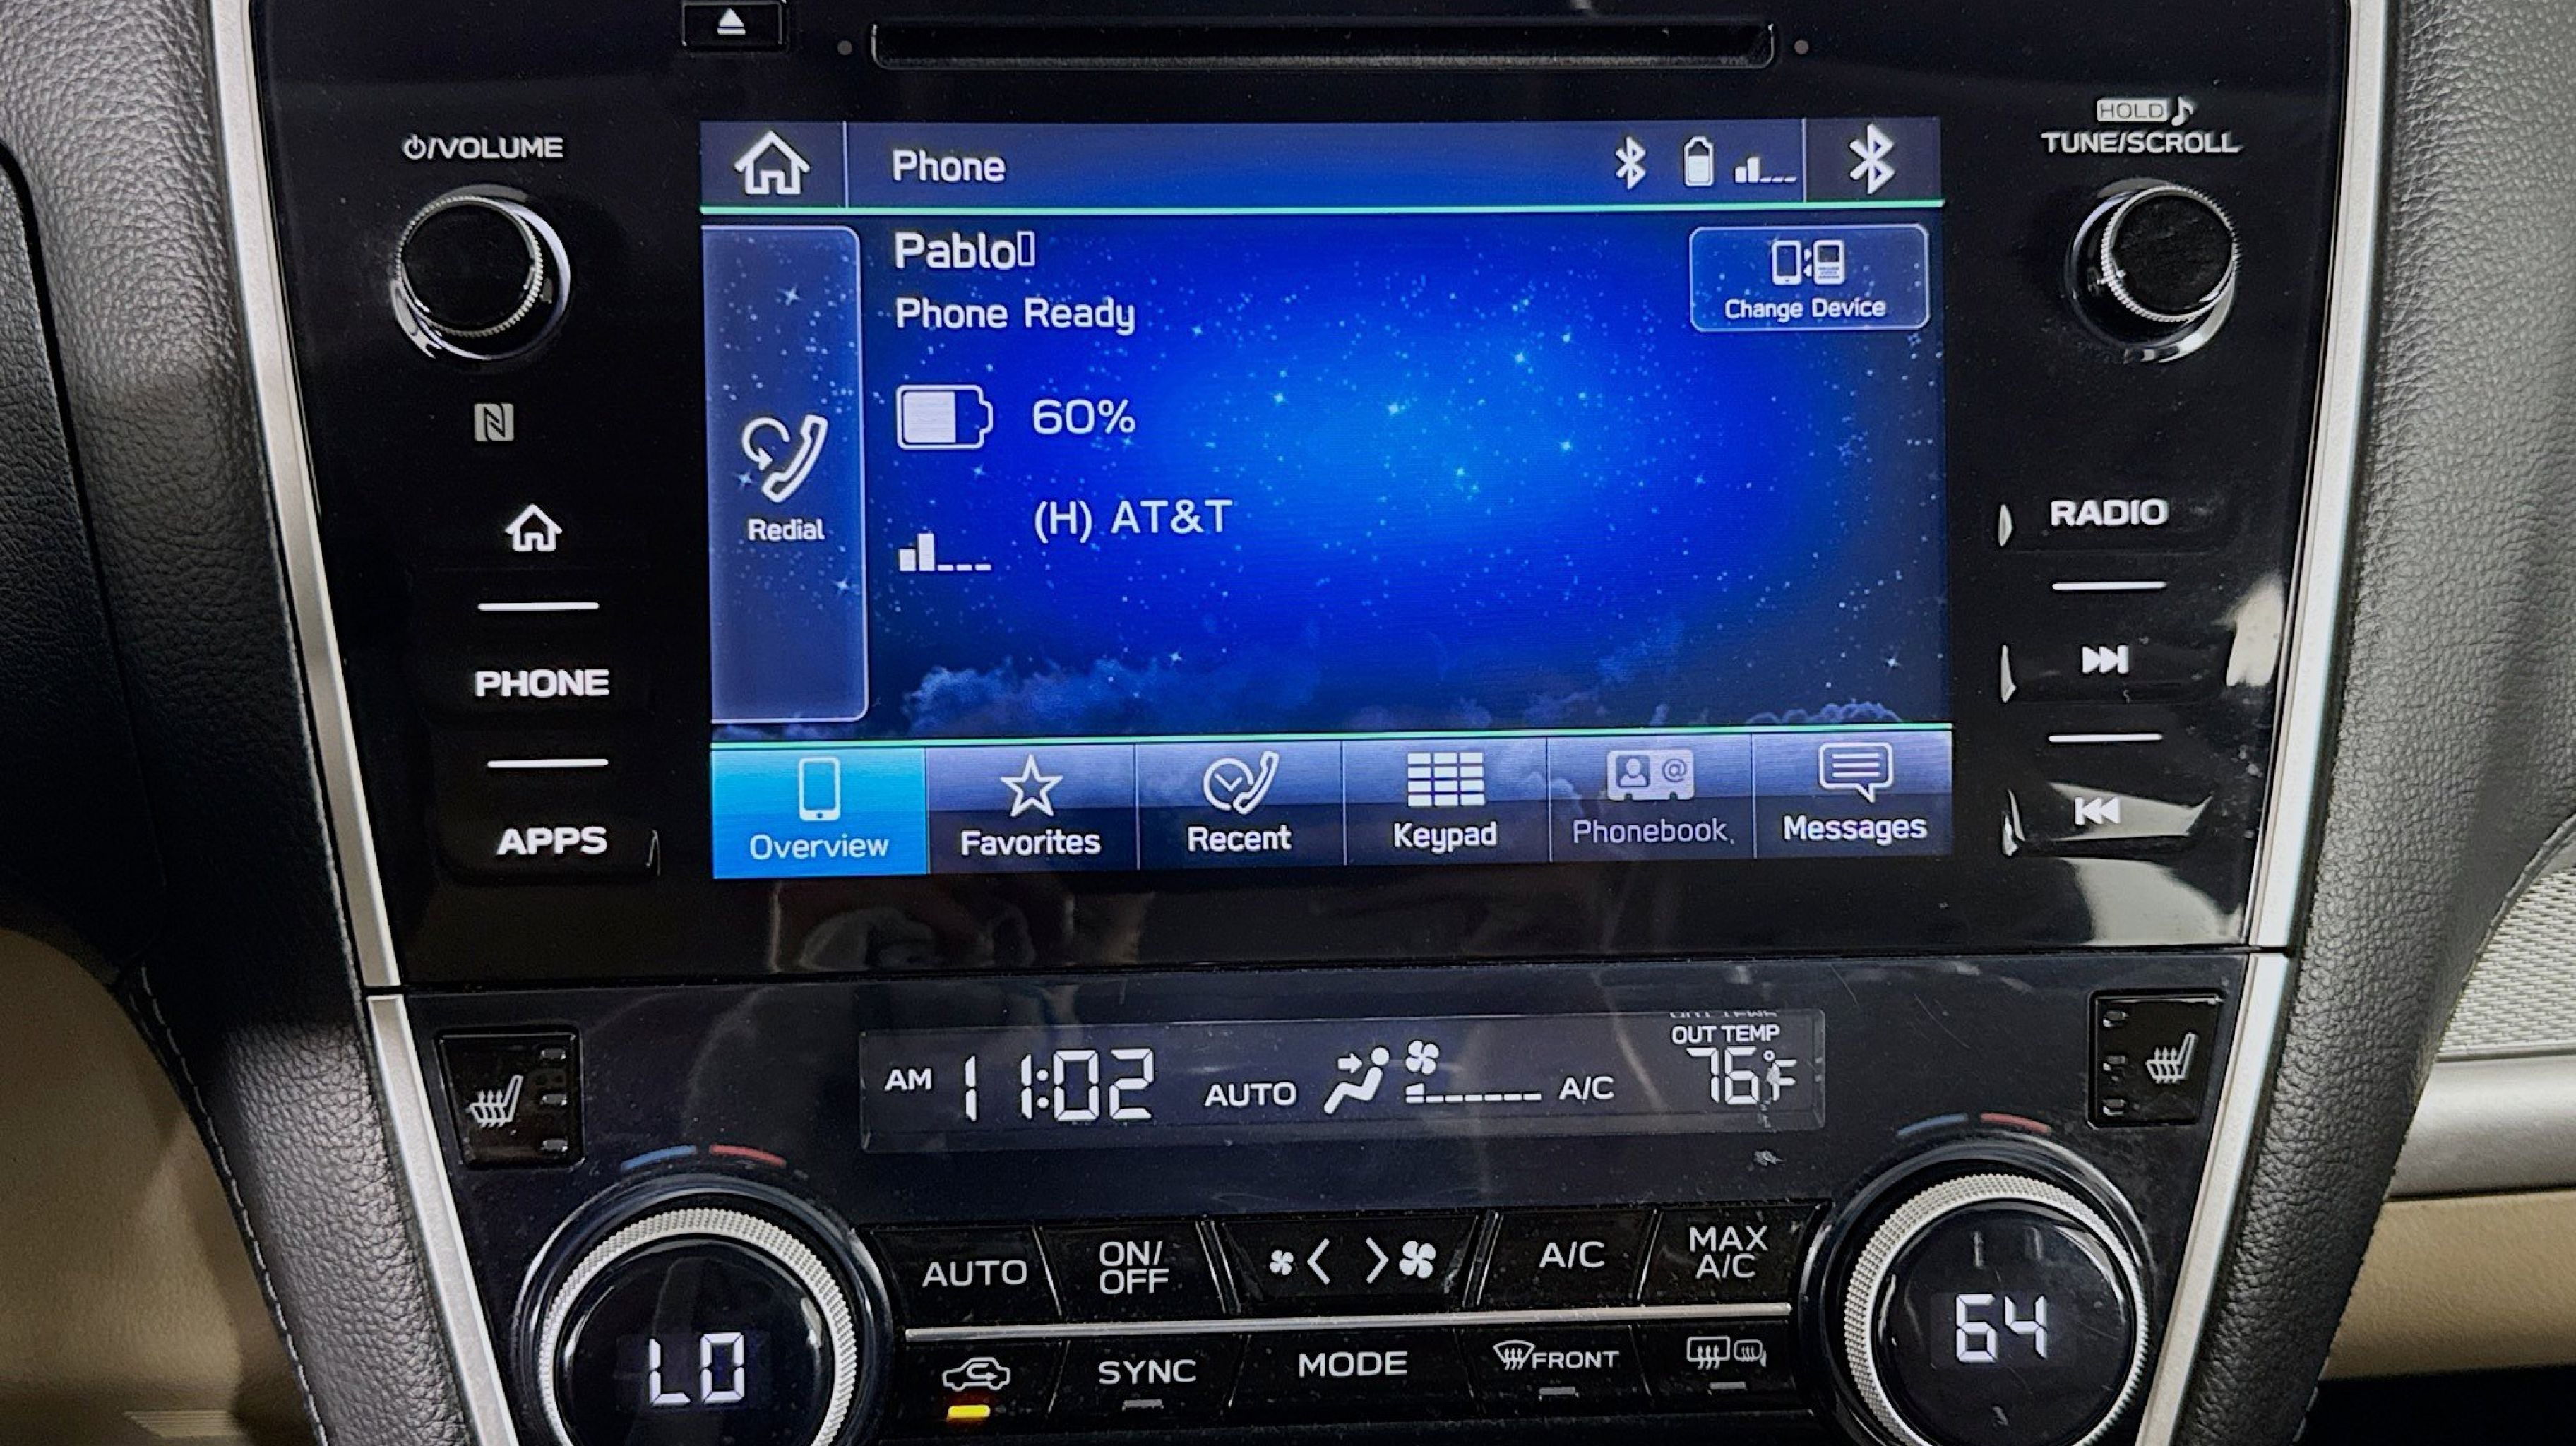 ⏻/VOLUME
HOLD ♪
TUNE/SCROLL
Phone
Pablo▯
Phone Ready
Change Device
60%
(H) AT&T
Redial
PHONE
APPS
RADIO
Overview
Favorites
Recent
Keypad
Phonebook
Messages
AM 11:02
AUTO
A/C
OUT TEMP
76°F
AUTO
ON/
OFF
A/C
MAX
A/C
LO
SYNC
MODE
FRONT
64